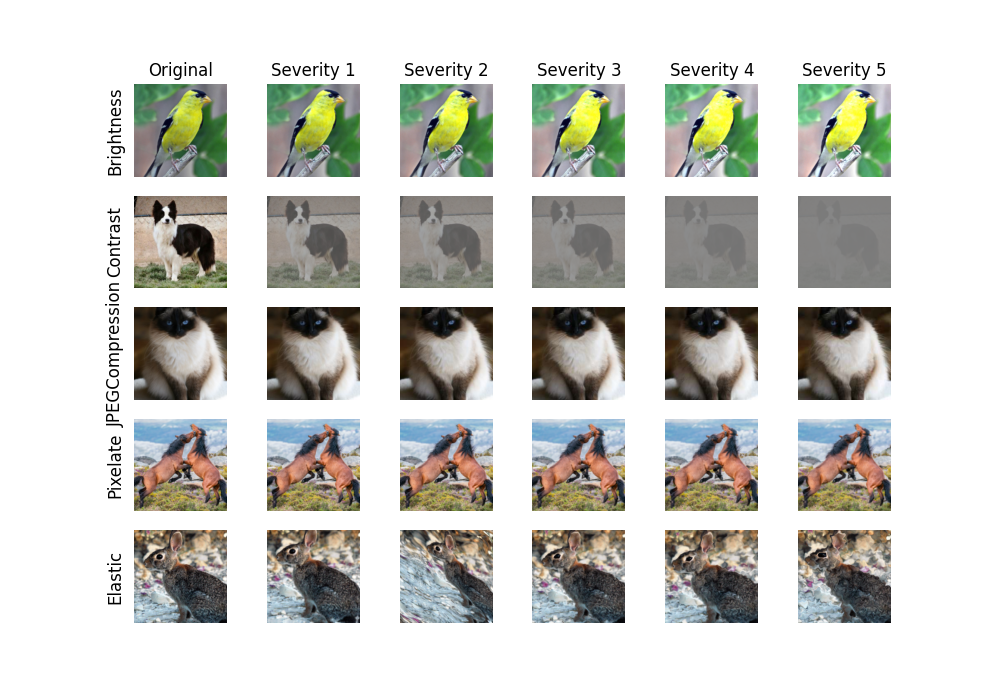 Original Severity 1 Severity 2 Severity 3 Severity 4 Severity 5
Brightness
Contrast
JPEGCompression
Pixelate
Elastic